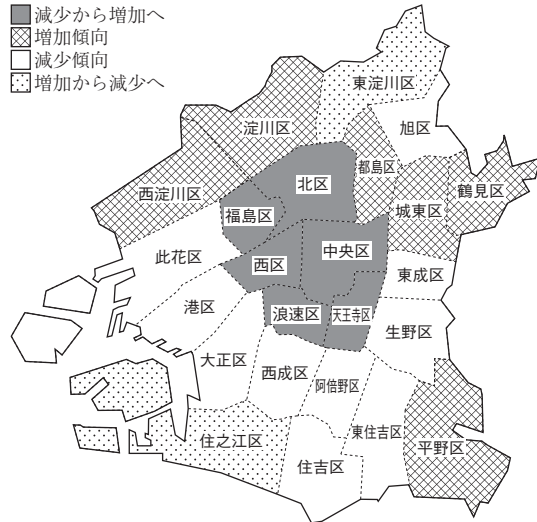 減少から増加へ
増加傾向
減少傾向
増加から減少へ
東淀川区
淀川区
旭区
都島区
北区
鶴見区
西淀川区
城東区
福島区
中央区
此花区
西区
東成区
港区
浪速区
天王寺区
生野区
大正区
西成区
阿倍野区
東住吉区
住之江区
平野区
住吉区